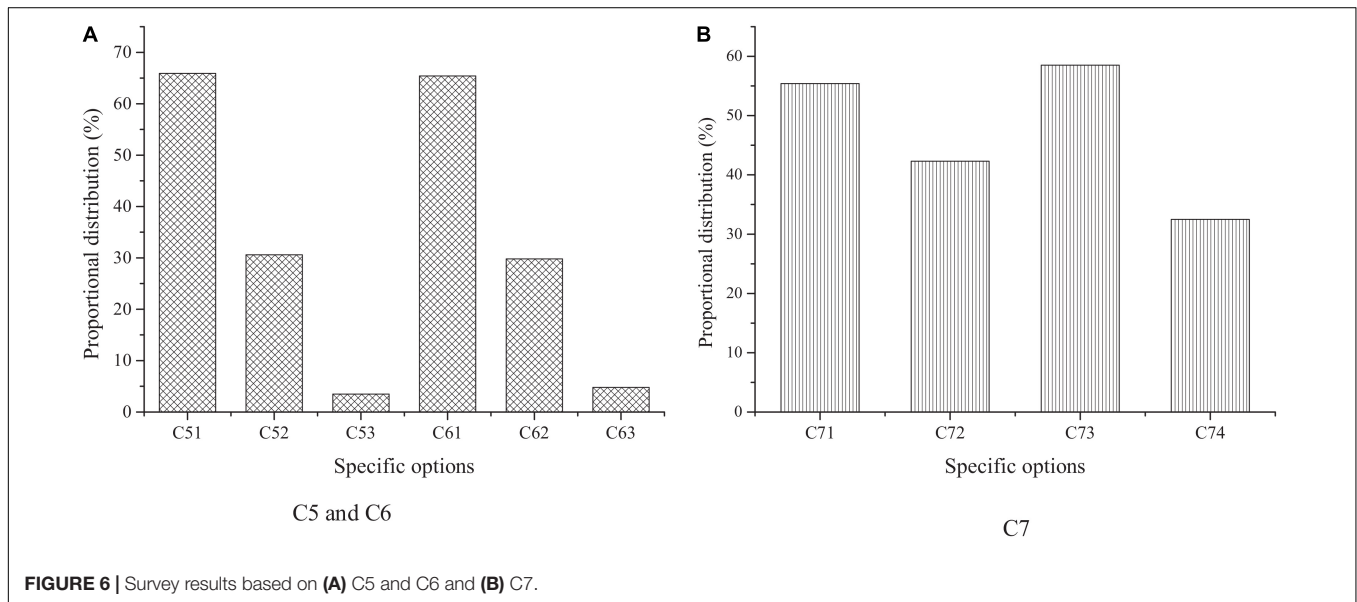 A
Proportional distribution (%)
70
60
50
40
30
20
10
0
C51 C52 C53 C61 C62 C63
Specific options
C5 and C6
B
Proportional distribution (%)
60
50
40
30
20
10
0
C71 C72 C73 C74
Specific options
C7
FIGURE 6 | Survey results based on (A) C5 and C6 and (B) C7.